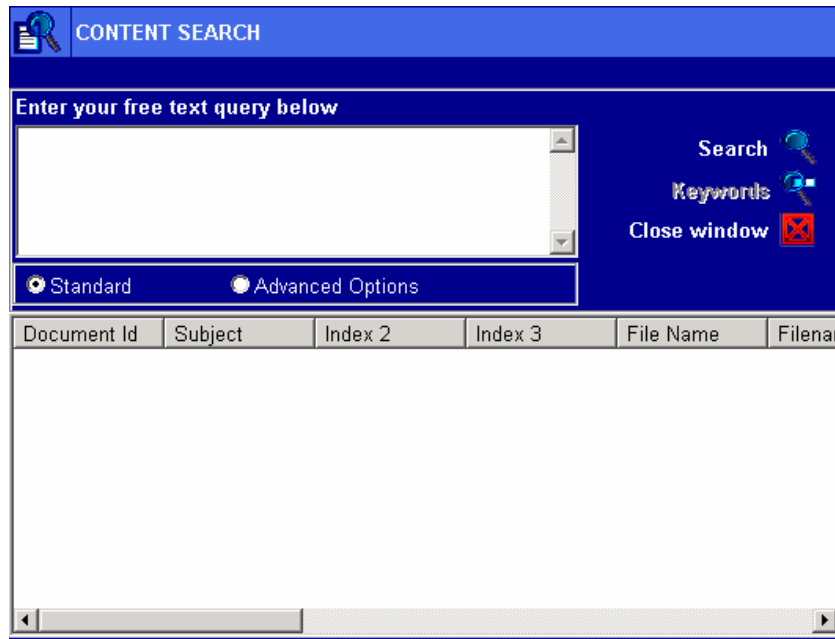 CONTENT SEARCH
Enter your free text query below
Search
Keywords
Close window
Standard Advanced Options
Document Id Subject Index 2 Index 3 File Name Filenar